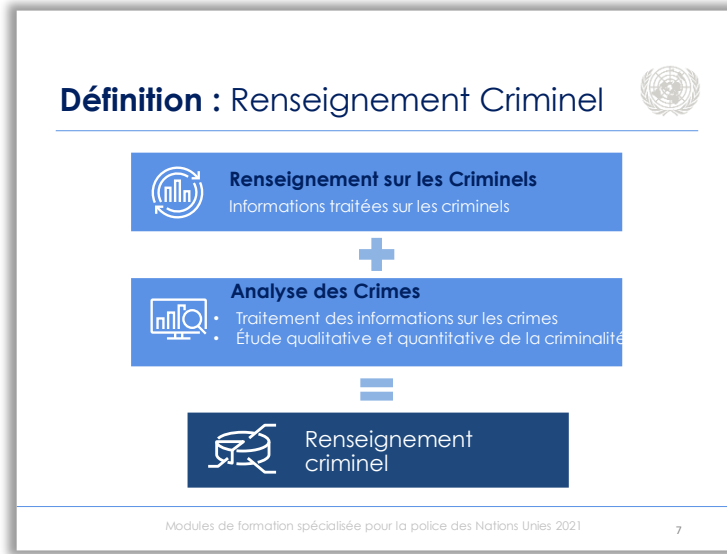 Définition : Renseignement Criminel
Renseignement sur les Criminels
Informations traitées sur les criminels
Analyse des Crimes
• Traitement des informations sur les crimes
• Étude qualitative et quantitative de la criminalité
Renseignement
criminel
Modules de formation spécialisée pour la police des Nations Unies 2021
7